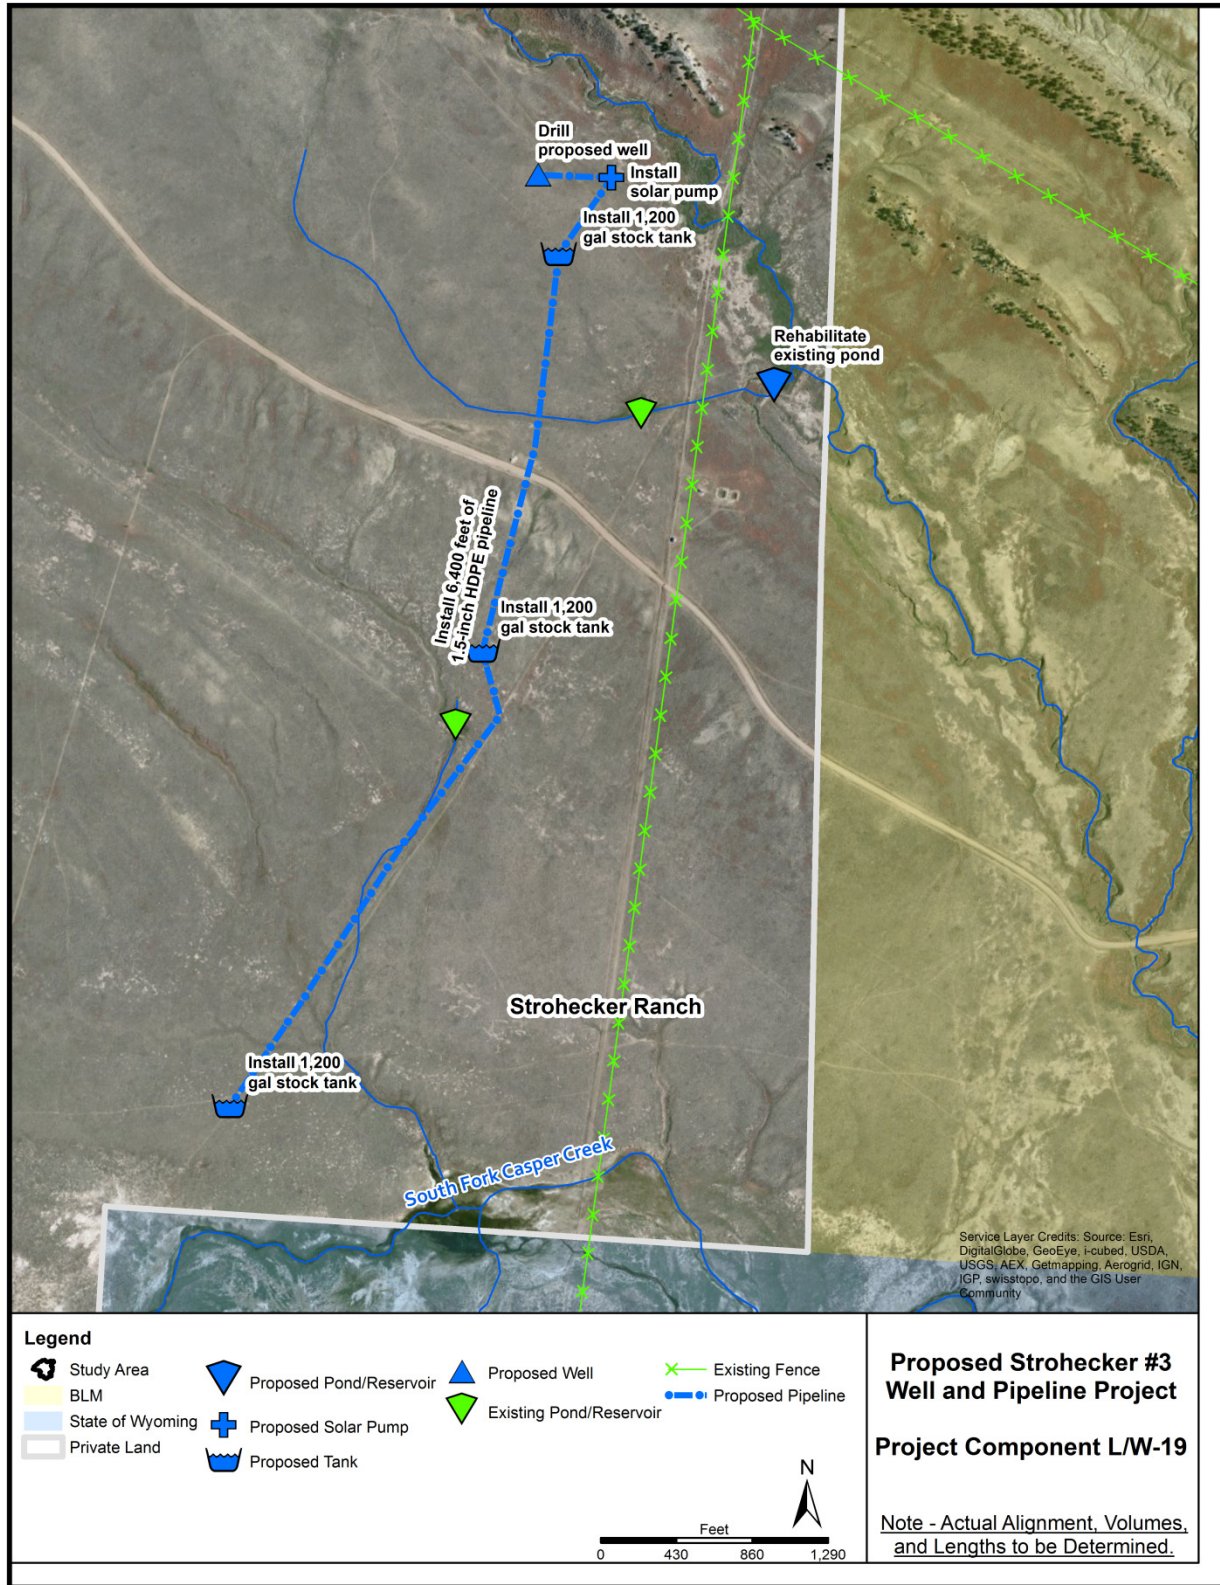 Drill
proposed well
Install
solar pump
Install 1,200
gal stock tank
Rehabilitate
existing pond
Install 6,400 feet of
1.5-inch HDPE pipeline
Install 1,200
gal stock tank
Strohecker Ranch
Install 1,200
gal stock tank
South Fork Casper Creek
Service Layer Credits: Source: Esri,
DigitalGlobe, GeoEye, i-cubed, USDA,
USGS, AEX, Getmapping, Aerogrid, IGN,
IGP, swisstopo, and the GIS User
Community
Legend
Study Area
BLM
State of Wyoming
Private Land
Proposed Pond/Reservoir
Proposed Solar Pump
Proposed Tank
Proposed Well
Existing Pond/Reservoir
Existing Fence
Proposed Pipeline
N
Feet
0 430 860 1,290
Proposed Strohecker #3
Well and Pipeline Project
Project Component L/W-19
Note - Actual Alignment, Volumes,
and Lengths to be Determined.